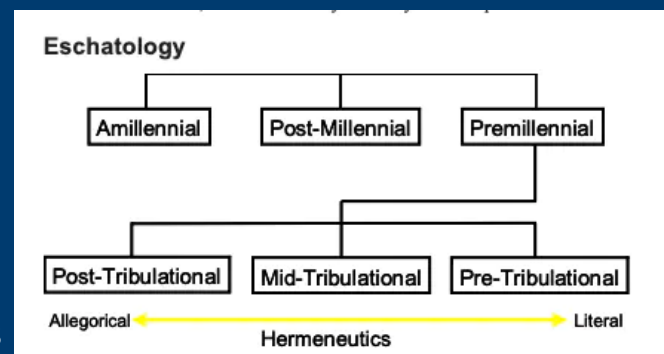 Eschatology
Amillennial Post-Millennial Premillennial
Post-Tribulational Mid-Tribulational Pre-Tribulational
Allegorical Literal
Hermeneutics